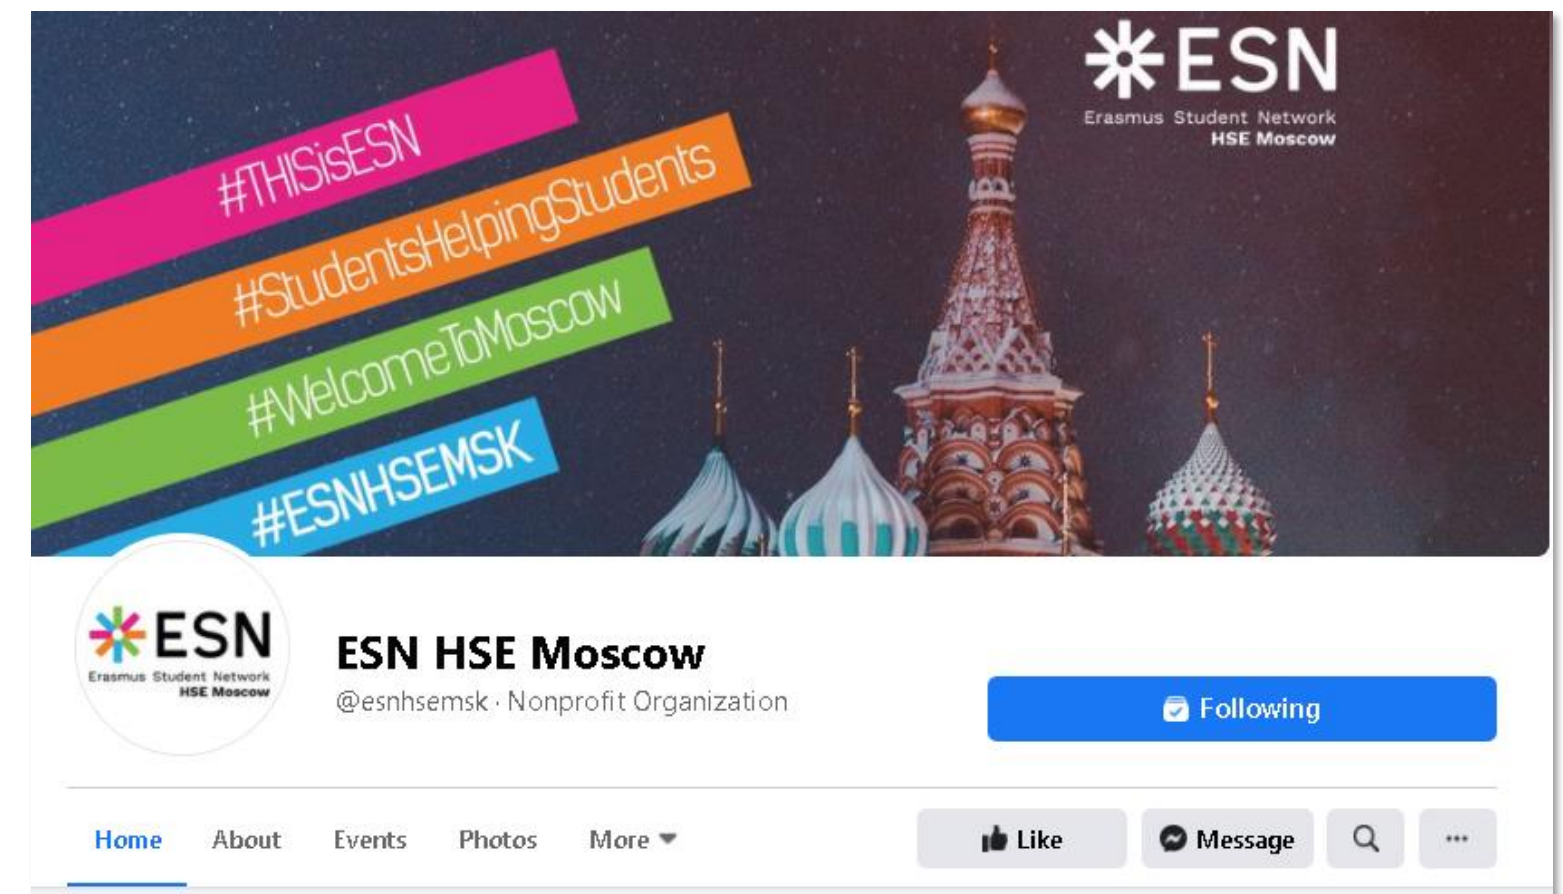 ESN
Erasmus Student Network
HSE Moscow
#THISisESN
#StudentsHelpingStudents
#WelcomeToMoscow
#ESNHSEMSK
ESN
Erasmus Student Network
HSE Moscow
ESN HSE Moscow
@esnhsemsk · Nonprofit Organization
Following
Home About Events Photos More
Like Message